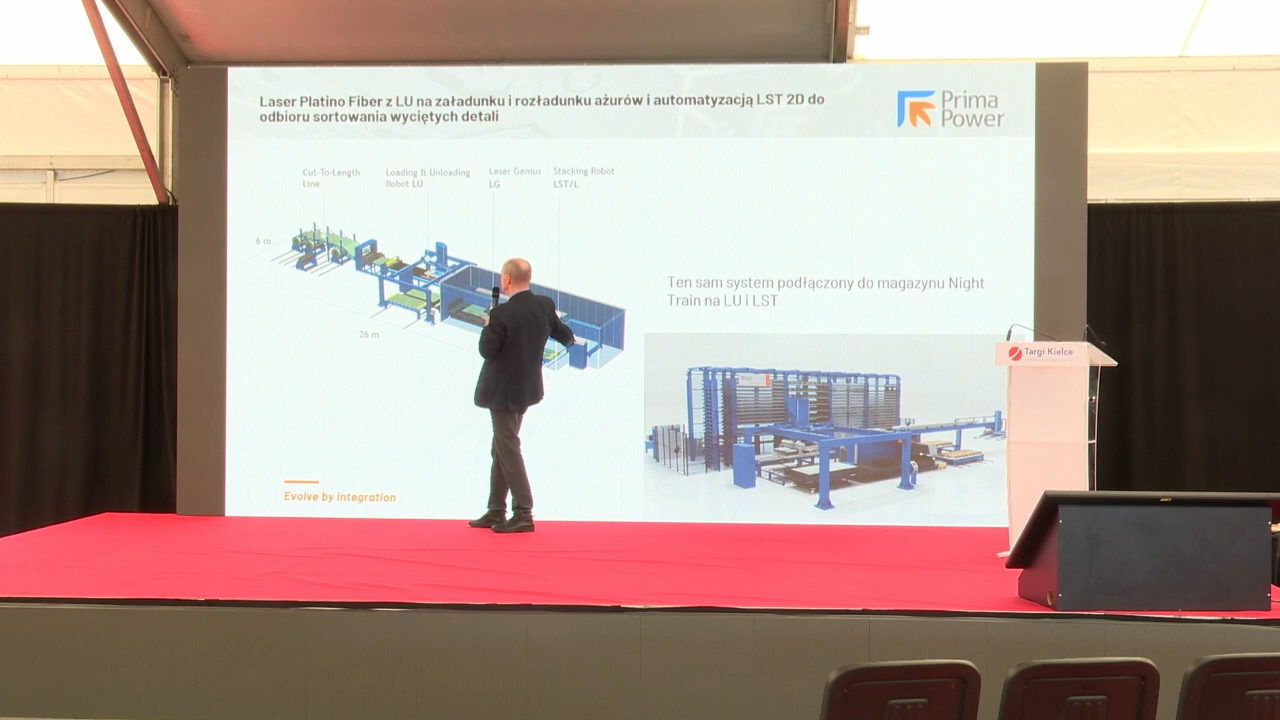 Laser Platino Fiber z LU na załadunku i rozładunku ażurów i automatyzacją LST 2D do
odbioru sortowania wyciętych detali
Prima
Power
Cut-To-Length
Line
Loading & Unloading
Robot LU
Laser Genius
LG
Stacking Robot
LST/L
6 m
26 m
Ten sam system podłączony do magazynu Night
Train na LU i LST
Targi Kielce
Evolve by integration